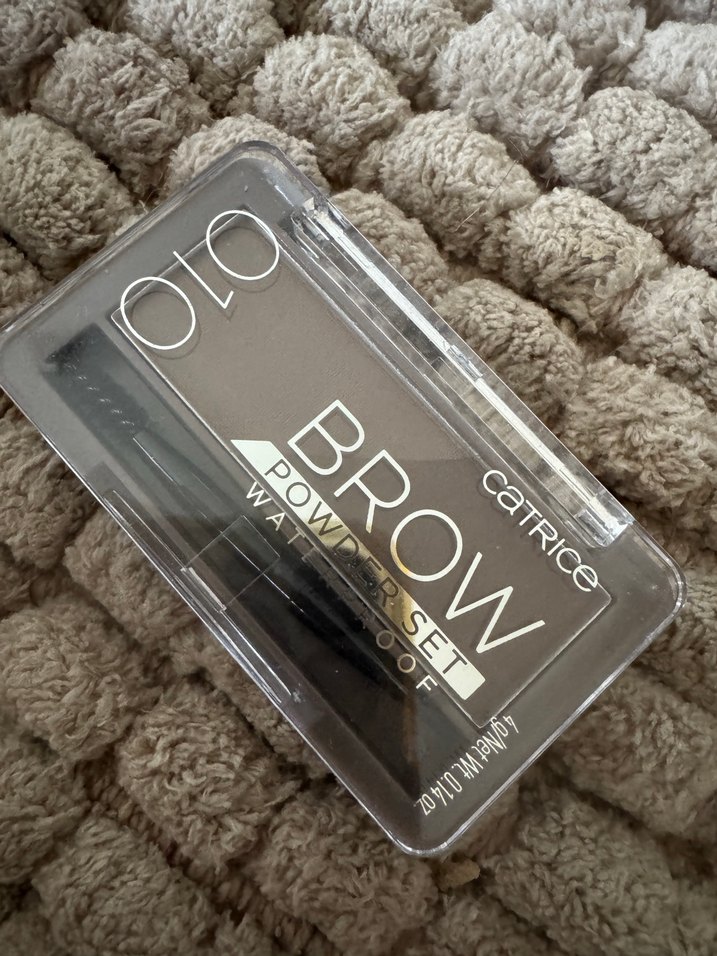 010
BROW
POWDER SET
WATERPROOF
CATRICE
4 g/Net Wt. 0.14 oz